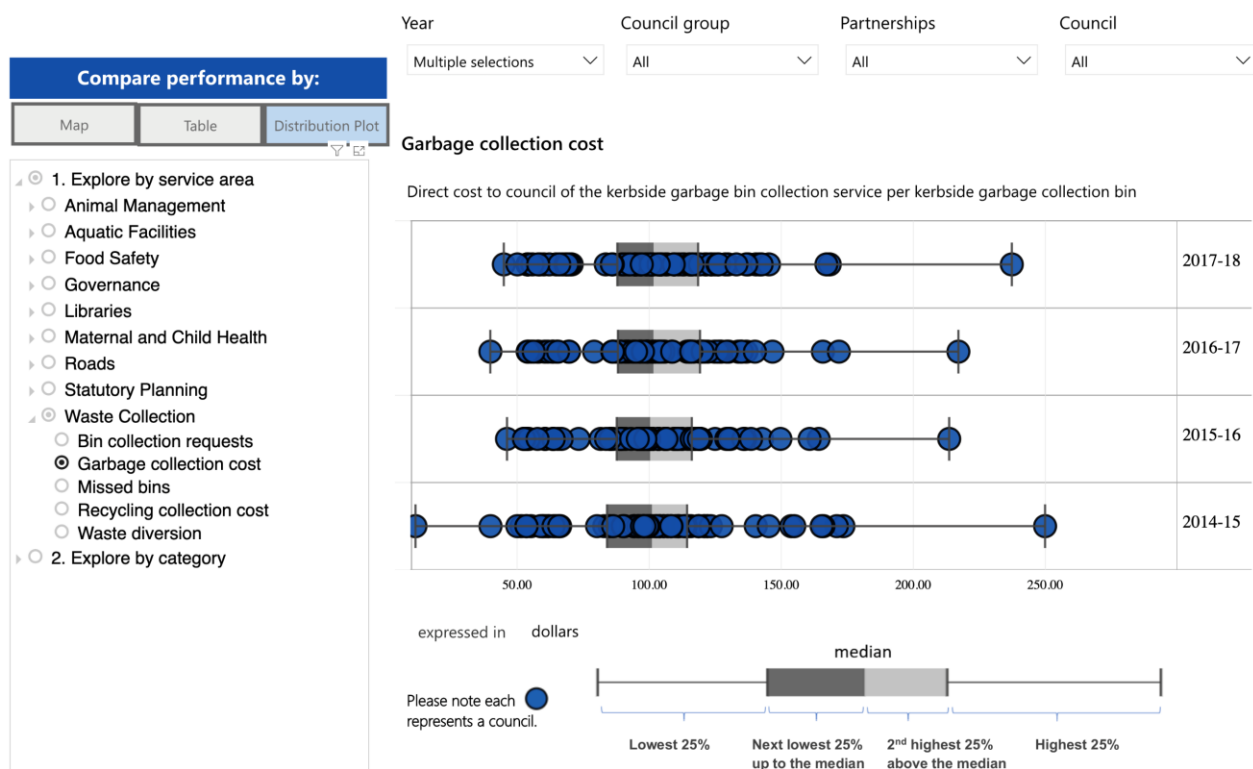 Year Council group Partnerships Council
Multiple selections All All All
Compare performance by:
Map Table Distribution Plot
1. Explore by service area
Animal Management
Aquatic Facilities
Food Safety
Governance
Libraries
Maternal and Child Health
Roads
Statutory Planning
Waste Collection
Bin collection requests
Garbage collection cost
Missed bins
Recycling collection cost
Waste diversion
2. Explore by category
Garbage collection cost
Direct cost to council of the kerbside garbage bin collection service per kerbside garbage collection bin
2017-18
2016-17
2015-16
2014-15
50.00 100.00 150.00 200.00 250.00
expressed in dollars
median
Please note each
represents a council.
Lowest 25% Next lowest 25% 2nd highest 25% Highest 25%
up to the median above the median